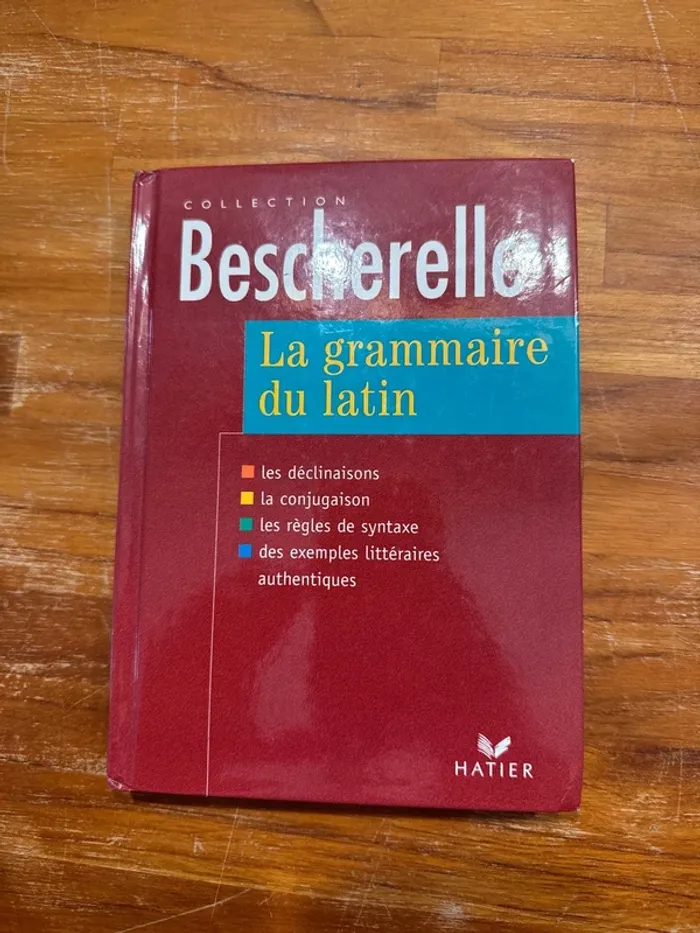 COLLECTION
Bescherelle
La grammaire
du latin
les déclinaisons
la conjugaison
les règles de syntaxe
des exemples littéraires
authentiques
HATIER